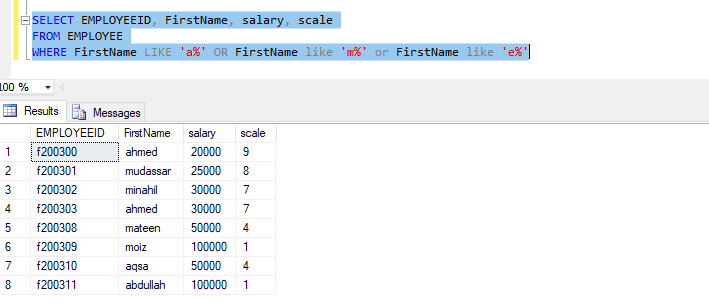 SELECT EMPLOYEEID, FirstName, salary, scale
FROM EMPLOYEE
WHERE FirstName LIKE 'a%' OR FirstName like 'm%' or FirstName like 'e%'
100 %
Results Messages
EMPLOYEEID FirstName salary scale
1 f200300 ahmed 20000 9
2 f200301 mudassar 25000 8
3 f200302 minahil 30000 7
4 f200303 ahmed 30000 7
5 f200308 mateen 50000 4
6 f200309 moiz 100000 1
7 f200310 aqsa 50000 4
8 f200311 abdullah 100000 1